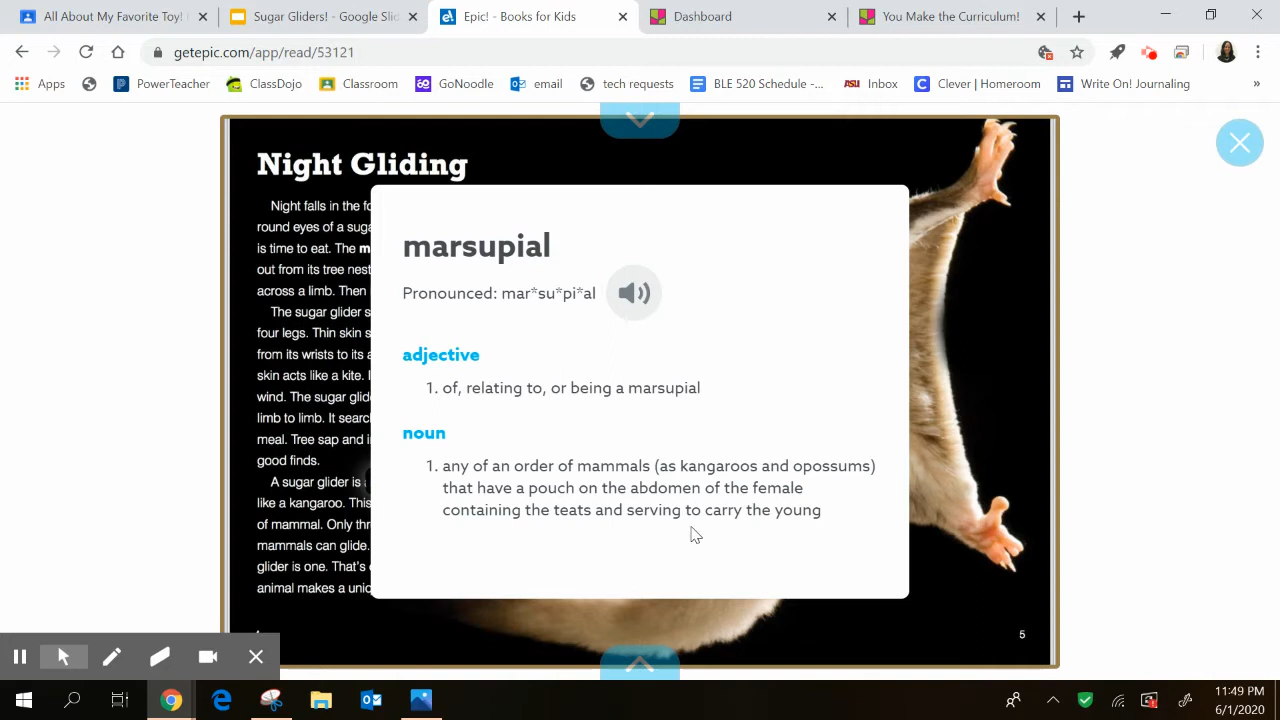 All About My Favorite Toy!
Sugar Gliders! - Google Slid
Epic! - Books for Kids
Dashboard
You Make the Curriculum!
getepic.com/app/read/53121
Apps
PowerTeacher
ClassDojo
Classroom
GoNoodle
email
tech requests
BLE 520 Schedule -...
ASU Inbox
Clever | Homeroom
Write On! Journaling
»
Night Gliding
Night falls in the fo
round eyes of a suga
is time to eat. The m
out from its tree nest
across a limb. Then
The sugar glider s
four legs. Thin skin s
from its wrists to its a
skin acts like a kite. I
wind. The sugar glid
limb to limb. It searc
meal. Tree sap and i
good finds.
A sugar glider is
like a kangaroo. This
of mammal. Only thr
mammals can glide.
glider is one. That's
animal makes a uniq
marsupial
Pronounced: mar*su*pi*al
adjective
1. of, relating to, or being a marsupial
noun
1. any of an order of mammals (as kangaroos and opossums)
that have a pouch on the abdomen of the female
containing the teats and serving to carry the young
5
11:49 PM
6/1/2020